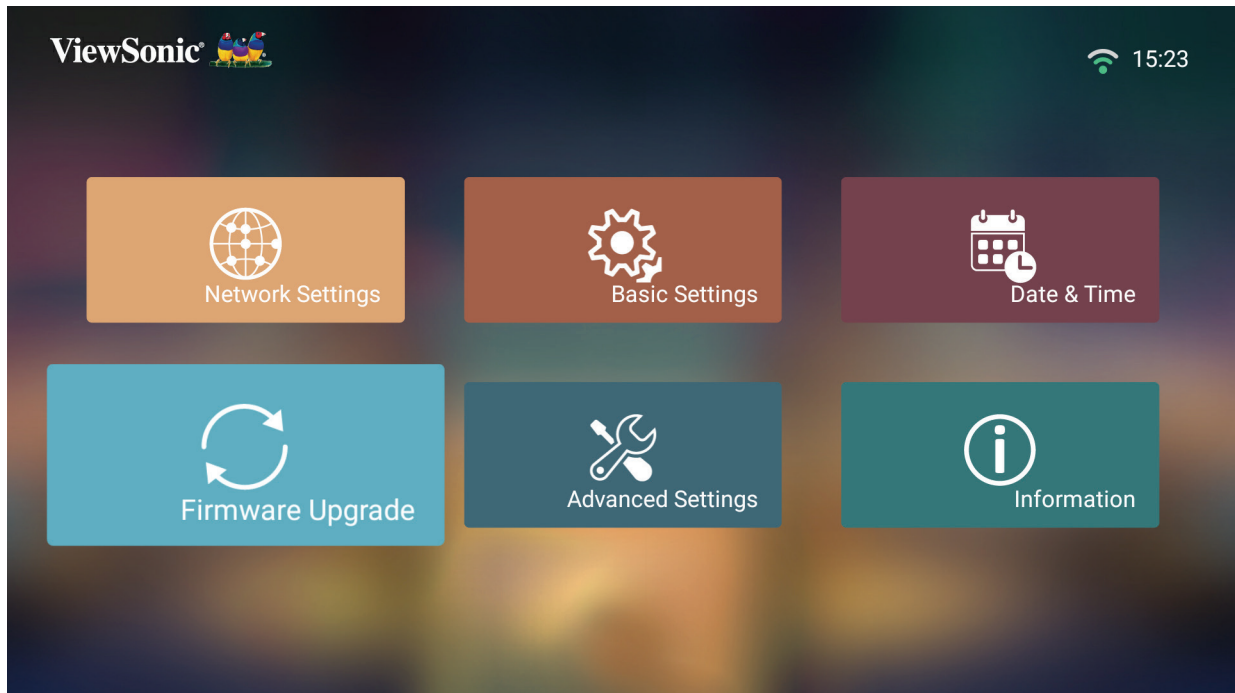 ViewSonic®
15:23
Network Settings
Basic Settings
Date & Time
Firmware Upgrade
Advanced Settings
Information